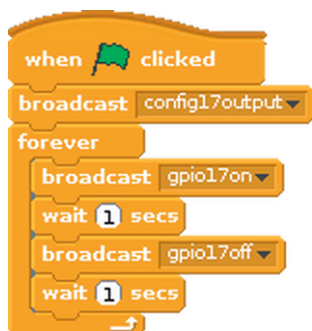 when clicked
broadcast config17output
forever
broadcast gpio17on
wait 1 secs
broadcast gpio17off
wait 1 secs